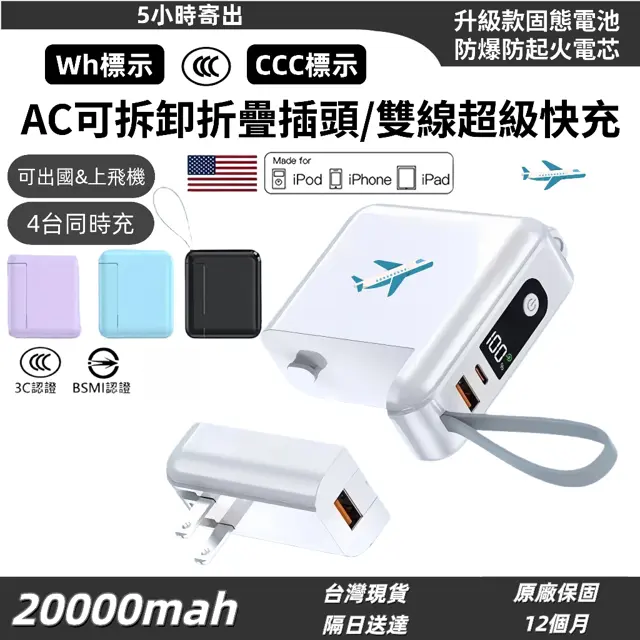 5小時寄出
升級款固態電池
防爆防起火電芯
Wh標示
CCC
CCC標示
AC可拆卸折疊插頭/雙線超級快充
可出國&上飛機
Made for
iPod
iPhone
iPad
4台同時充
100
3C認證
BSMI認證
20000mah
台灣現貨
隔日送達
原廠保固
12個月